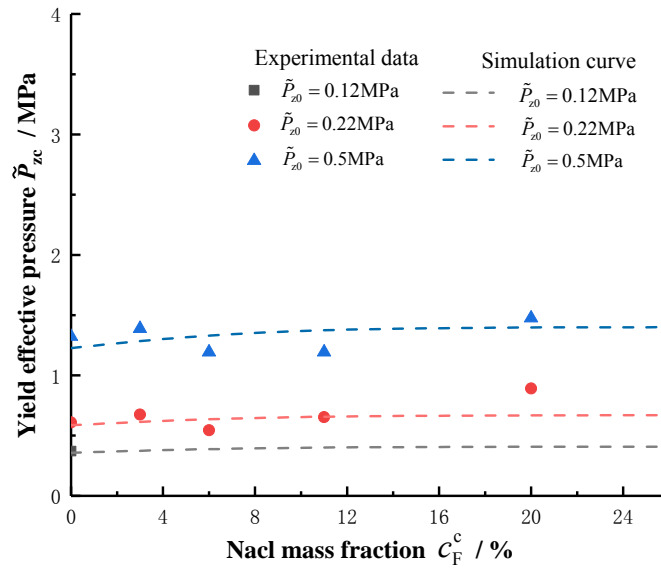 Yield effective pressure P̃zc / MPa
4
3
2
1
0
Experimental data
P̃z0 = 0.12MPa
P̃z0 = 0.22MPa
P̃z0 = 0.5MPa
Simulation curve
P̃z0 = 0.12MPa
P̃z0 = 0.22MPa
P̃z0 = 0.5MPa
0 4 8 12 16 20 24
Nacl mass fraction c_F^c / %